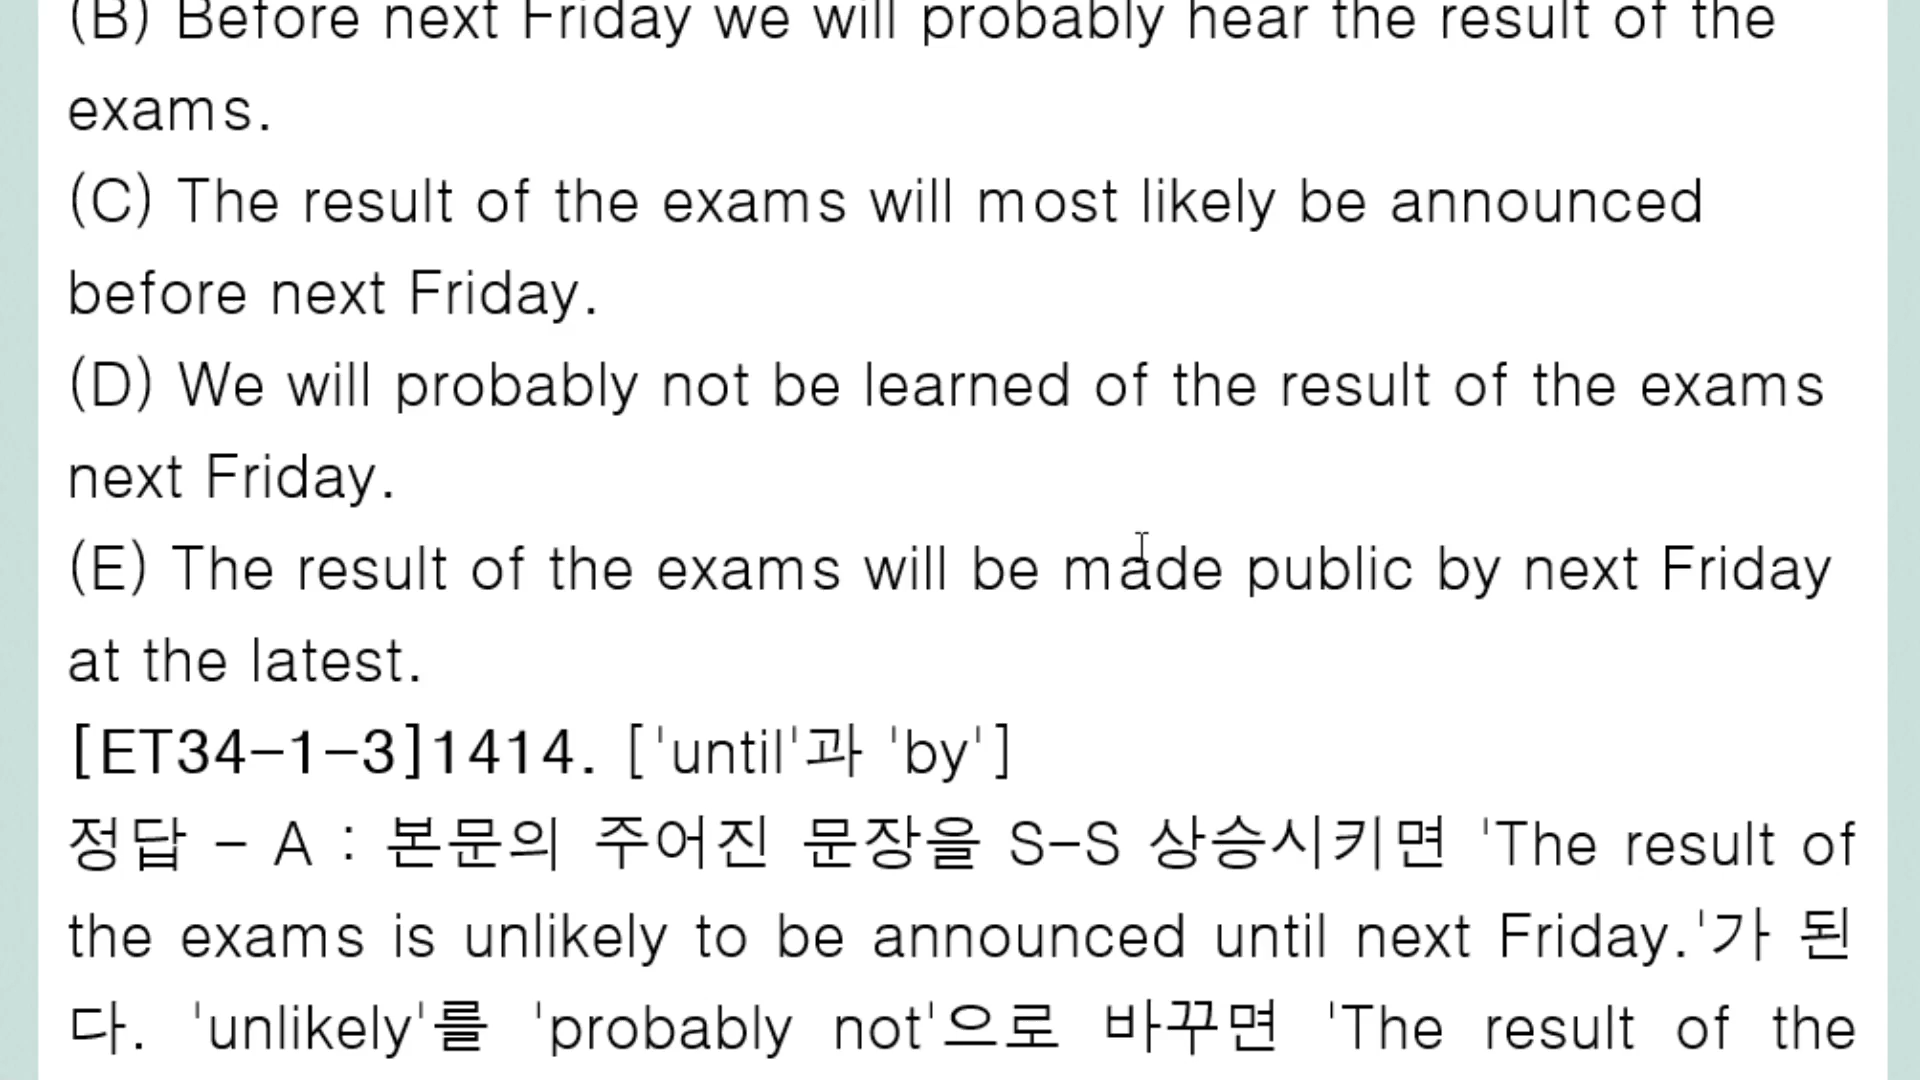 (B) Before next Friday we will probably hear the result of the
exams.
(C) The result of the exams will most likely be announced
before next Friday.
(D) We will probably not be learned of the result of the exams
next Friday.
(E) The result of the exams will be made public by next Friday
at the latest.
[ET34-1-3]1414. ['until'과 'by']
정답 - A : 본문의 주어진 문장을 S-S 상승시키면 'The result of
the exams is unlikely to be announced until next Friday.'가 된
다. 'unlikely'를 'probably not'으로 바꾸면 'The result of the